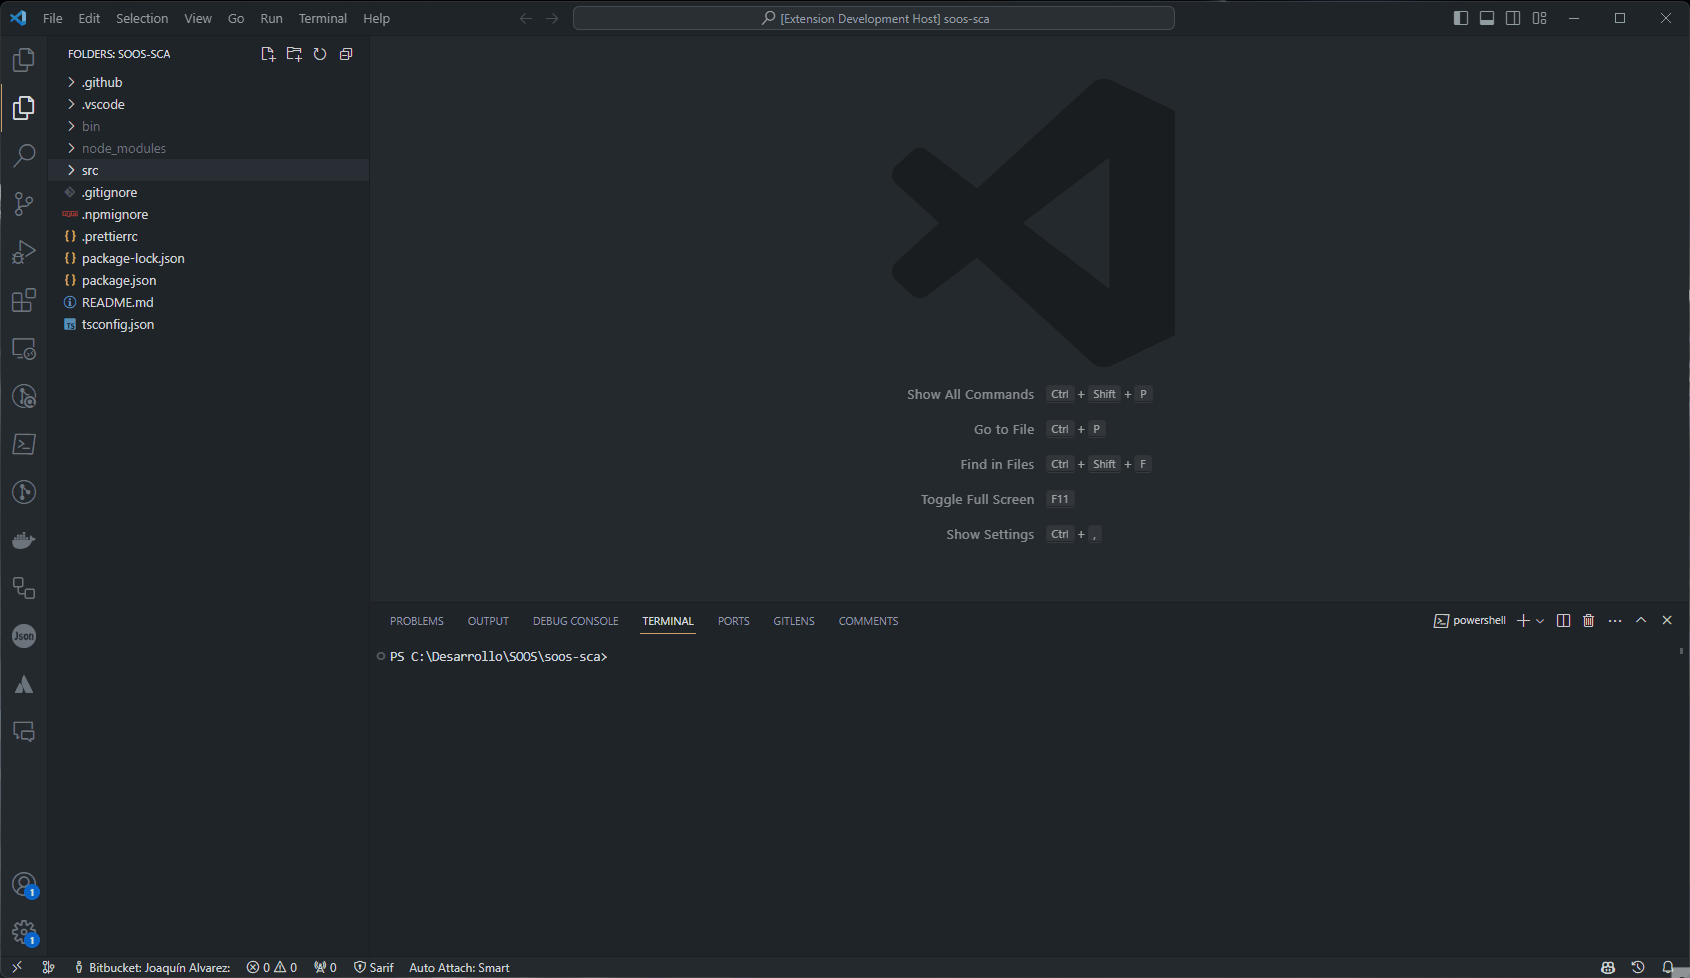 File Edit Selection View Go Run Terminal Help
[Extension Development Host] soos-sca
FOLDERS: SOOS-SCA
.github
.vscode
bin
node_modules
src
.gitignore
.npmignore
.prettierrc
package-lock.json
package.json
README.md
tsconfig.json
Json
1
1
Show All Commands Ctrl + Shift + P
Go to File Ctrl + P
Find in Files Ctrl + Shift + F
Toggle Full Screen F11
Show Settings Ctrl + ,
PROBLEMS OUTPUT DEBUG CONSOLE TERMINAL PORTS GITLENS COMMENTS
powershell
PS C:\Desarrollo\SOOS\soos-sca>
Bitbucket: Joaquín Alvarez: 0 0 0 Sarif Auto Attach: Smart